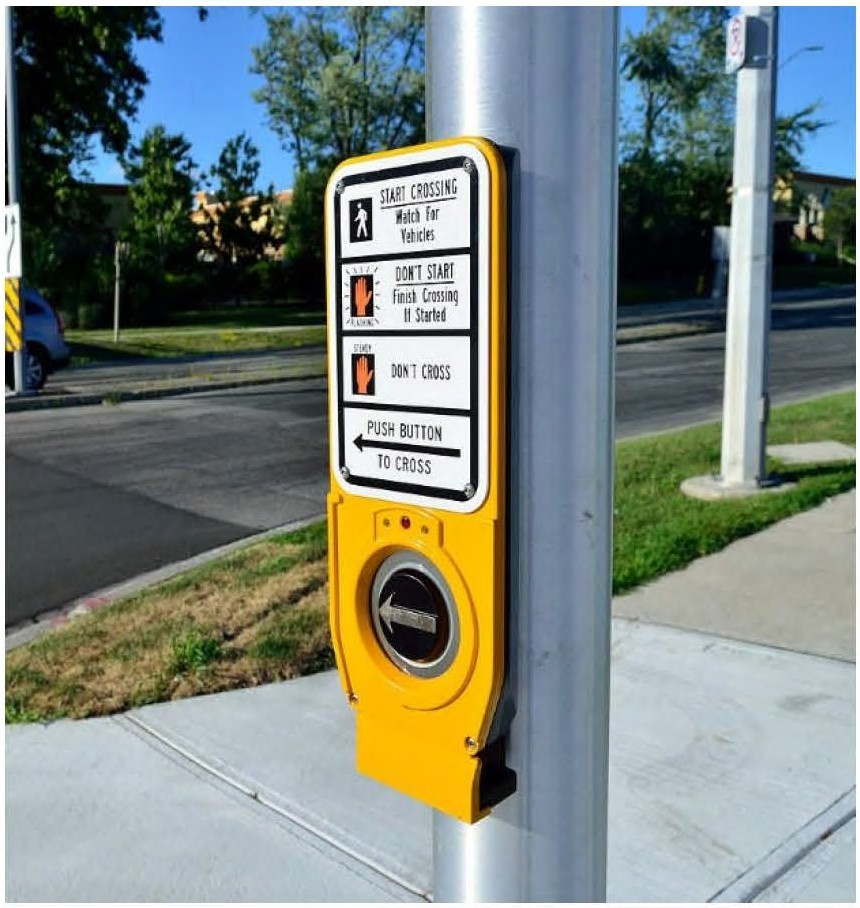 START CROSSING
Watch For
Vehicles
DON'T START
Finish Crossing
If Started
FLASHING
STEADY
DON'T CROSS
PUSH BUTTON
TO CROSS